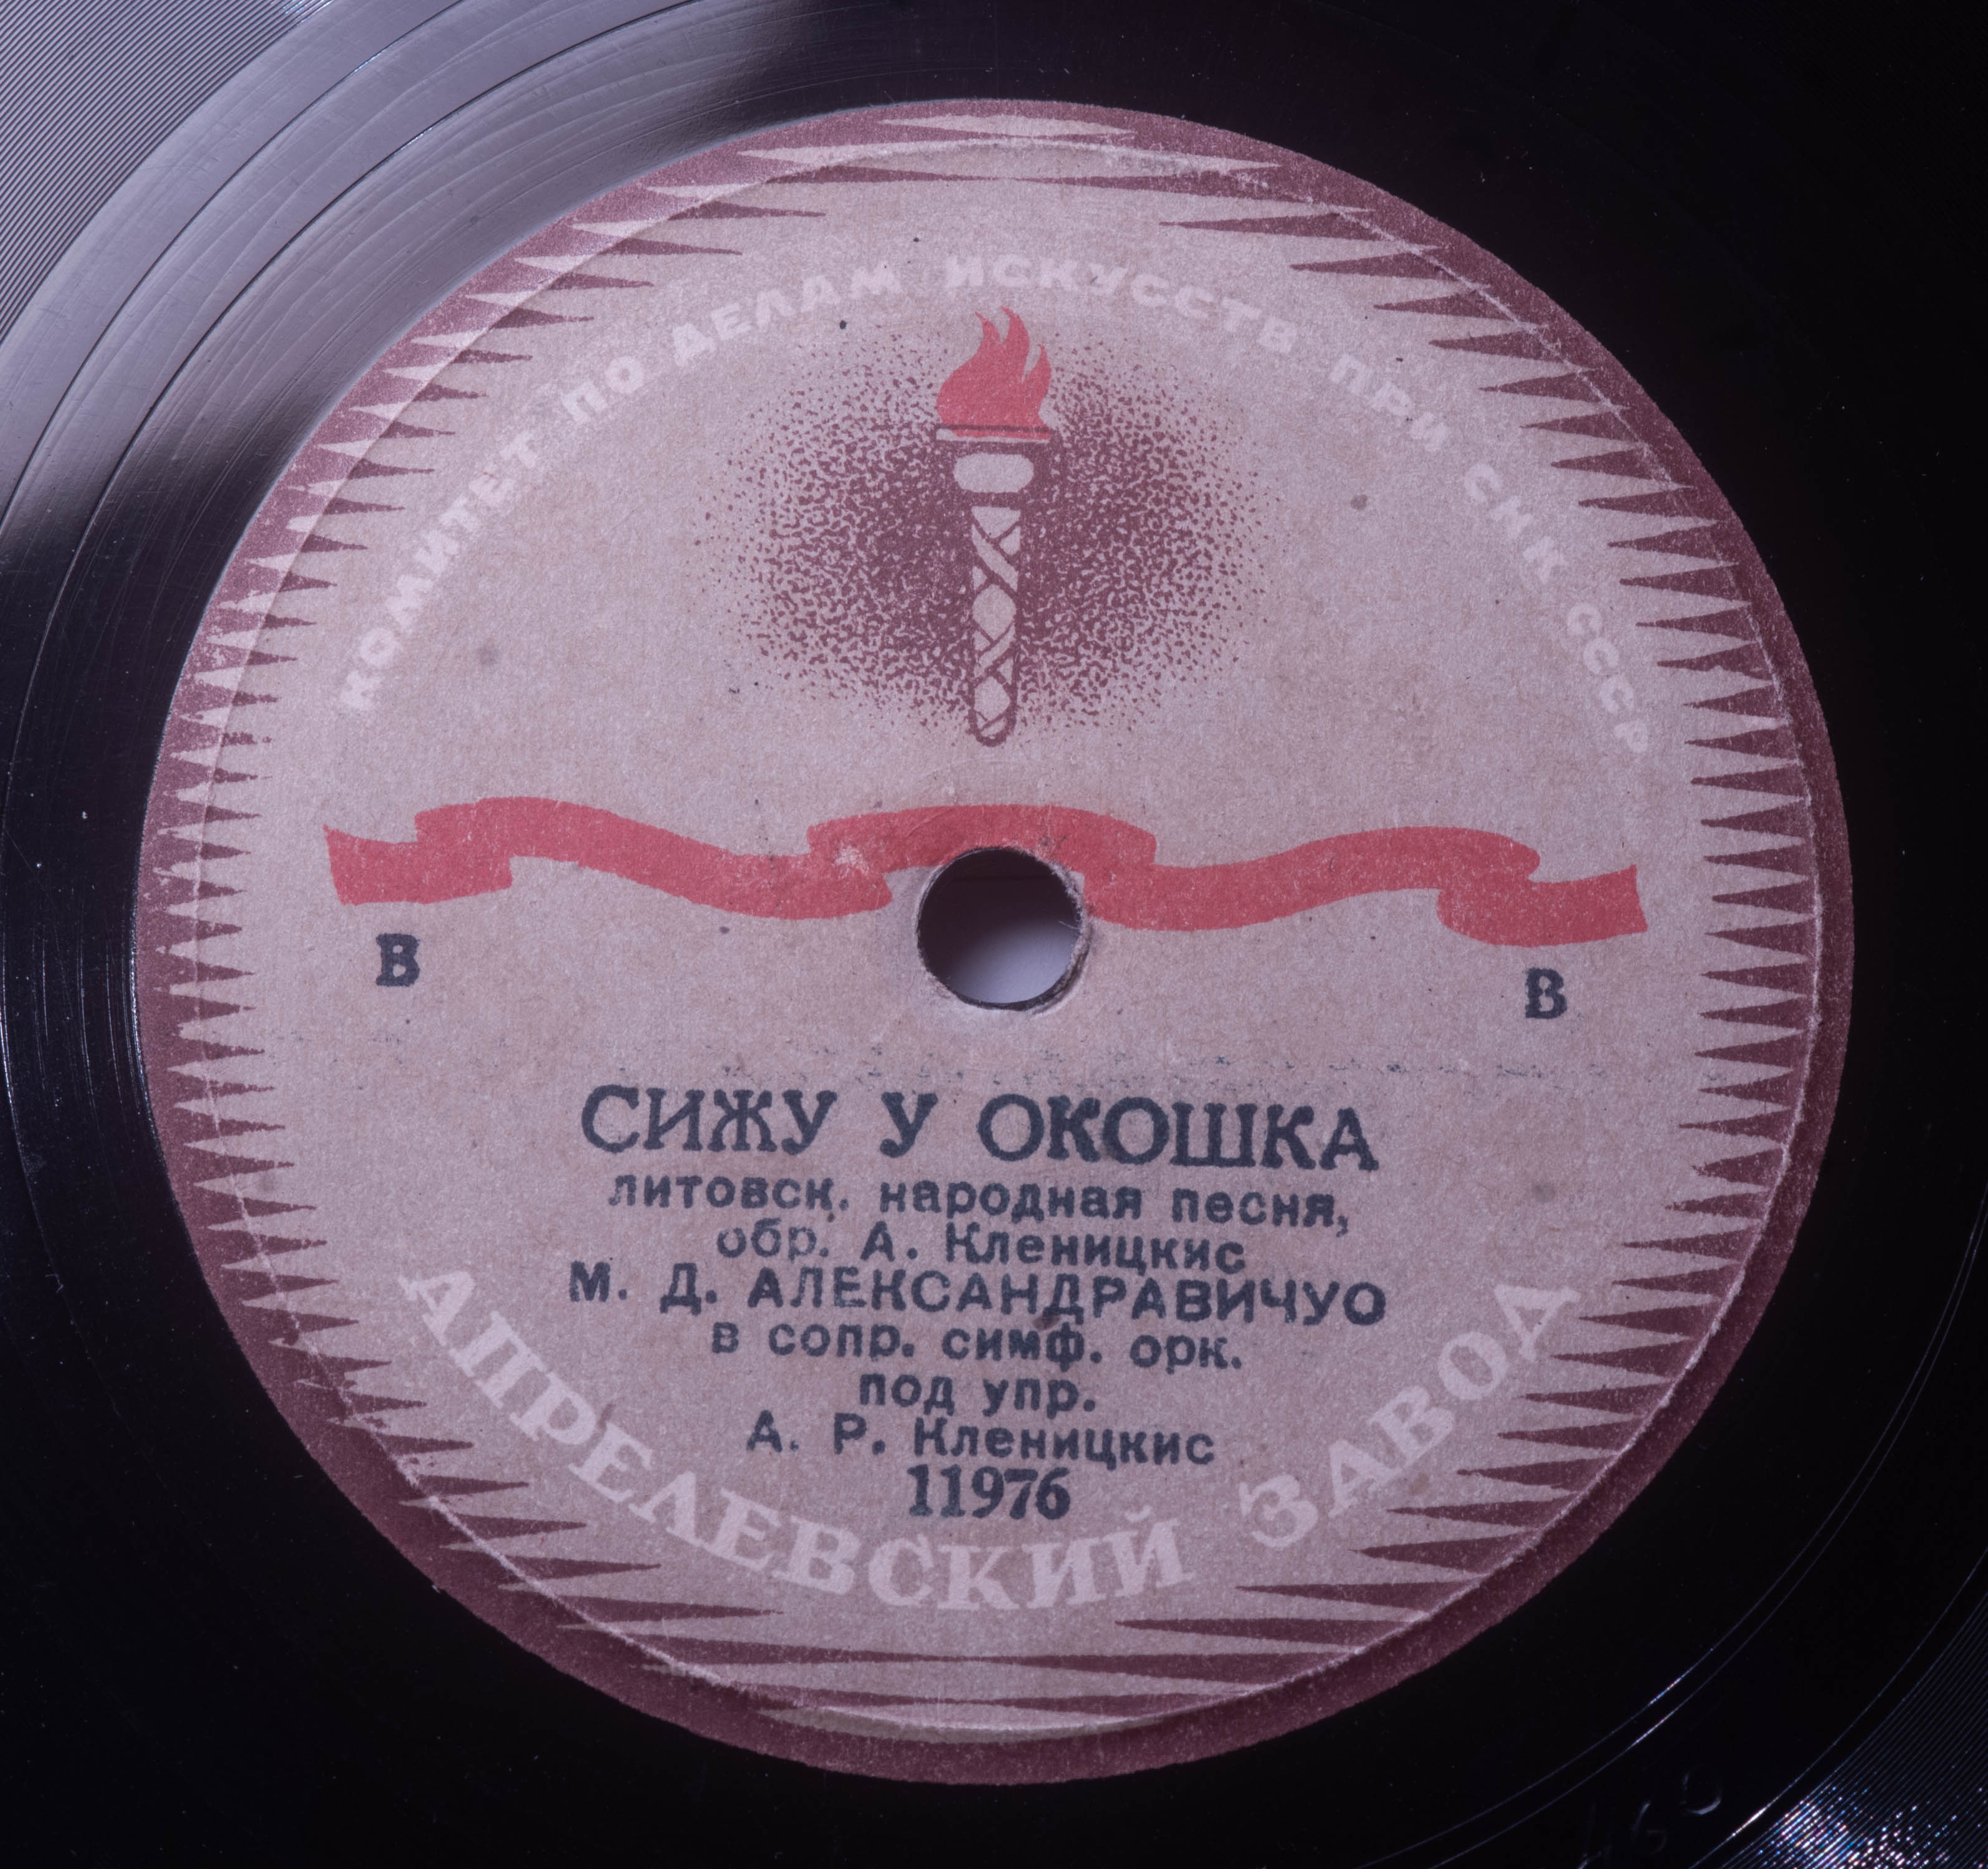 КОМИТЕТ ПО ДЕЛАМ ИСКУССТВ ПРИ СНК СССР
В В
СИЖУ У ОКОШКА
литовск. народная песня,
обр. А. Кленицкис
М. Д. АЛЕКСАНДРАВИЧУО
в сопр. симф. орк.
под упр.
А. Р. Кленицкис
11976
АПРЕЛЕВСКИЙ ЗАВОД